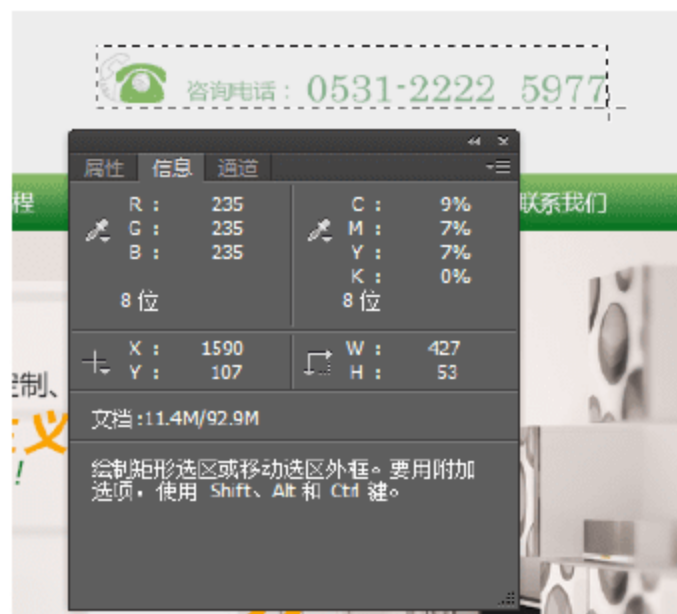 咨询电话： 0531-2222 5977
属性 信息 通道
程
联系我们
R : 235 C : 9%
G : 235 M : 7%
B : 235 Y : 7%
K : 0%
8 位 8 位
X : 1590 W : 427
Y : 107 H : 53
制、
文档:11.4M/92.9M
义
!
绘制矩形选区或移动选区外框。要用附加
选项，使用 Shift、Alt 和 Ctrl 键。